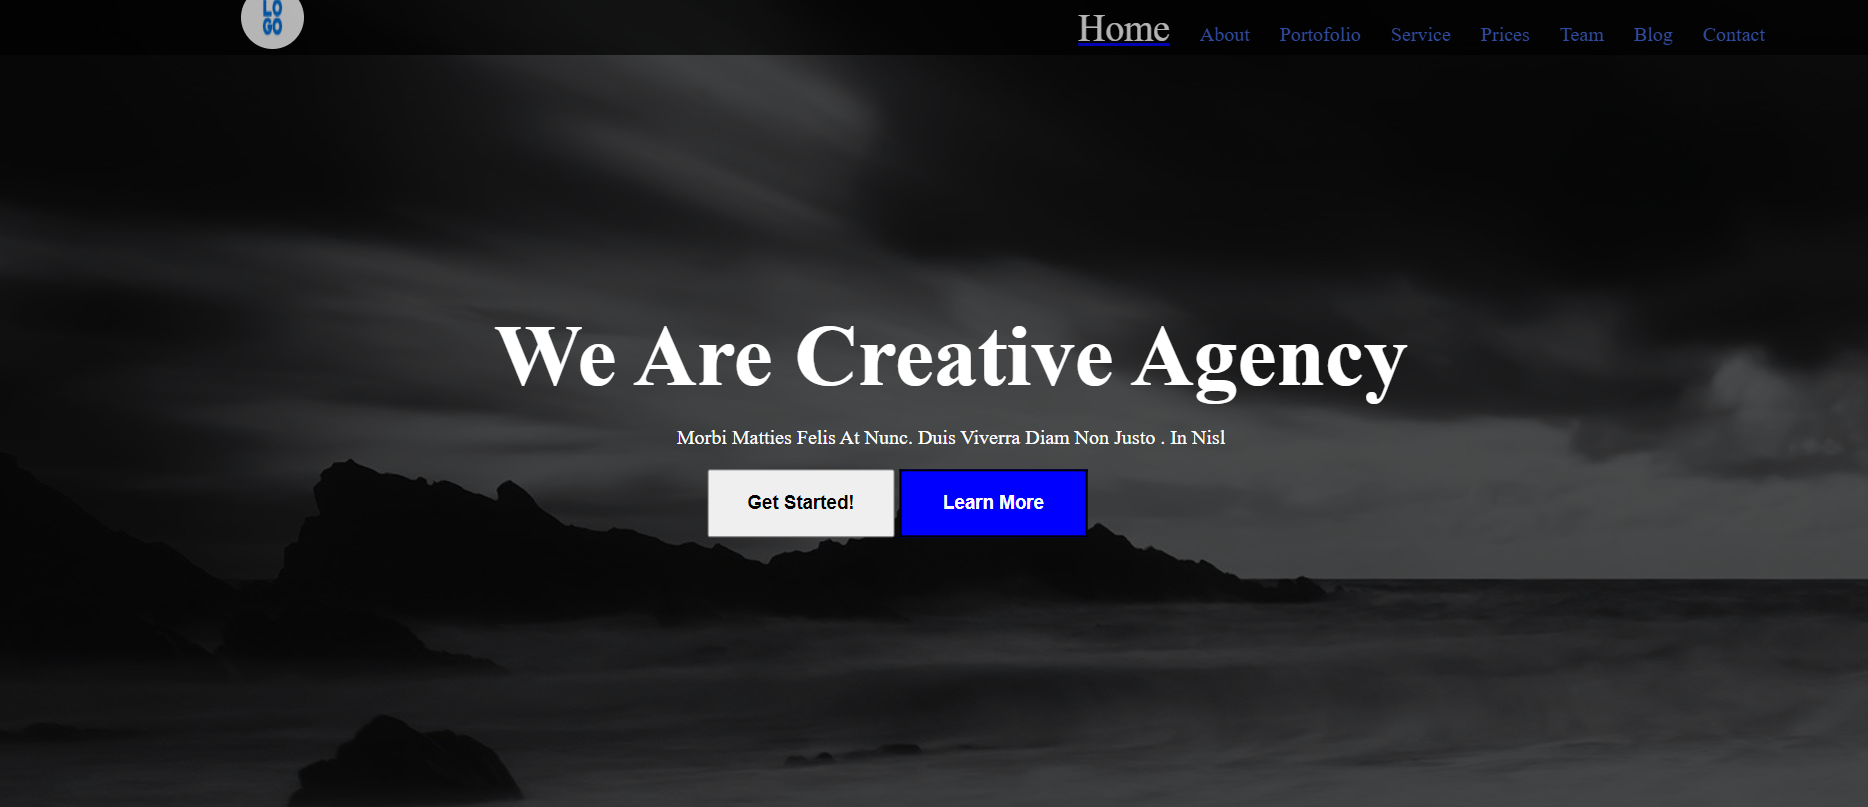 LO
GO
Home About Portofolio Service Prices Team Blog Contact
We Are Creative Agency
Morbi Matties Felis At Nunc. Duis Viverra Diam Non Justo . In Nisl
Get Started! Learn More